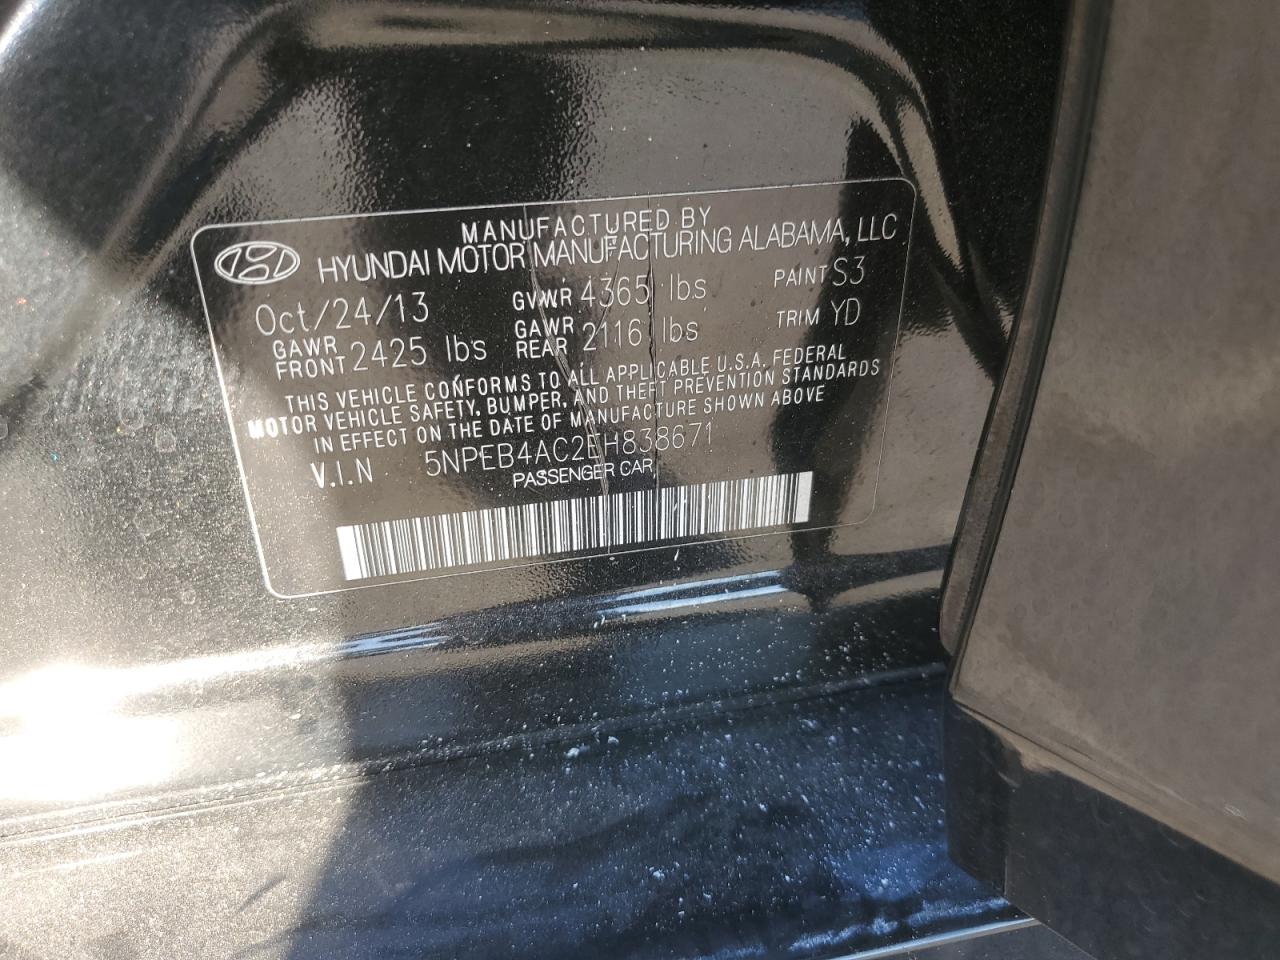 MANUFACTURED BY
HYUNDAI MOTOR MANUFACTURING ALABAMA, LLC
Oct/24/13 GVWR 4365 lbs PAINT S3
GAWR FRONT 2425 lbs GAWR REAR 2116 lbs TRIM YD
THIS VEHICLE CONFORMS TO ALL APPLICABLE U.S.A. FEDERAL
MOTOR VEHICLE SAFETY, BUMPER, AND THEFT PREVENTION STANDARDS
IN EFFECT ON THE DATE OF MANUFACTURE SHOWN ABOVE
V.I.N 5NPEB4AC2EH838671
PASSENGER CAR